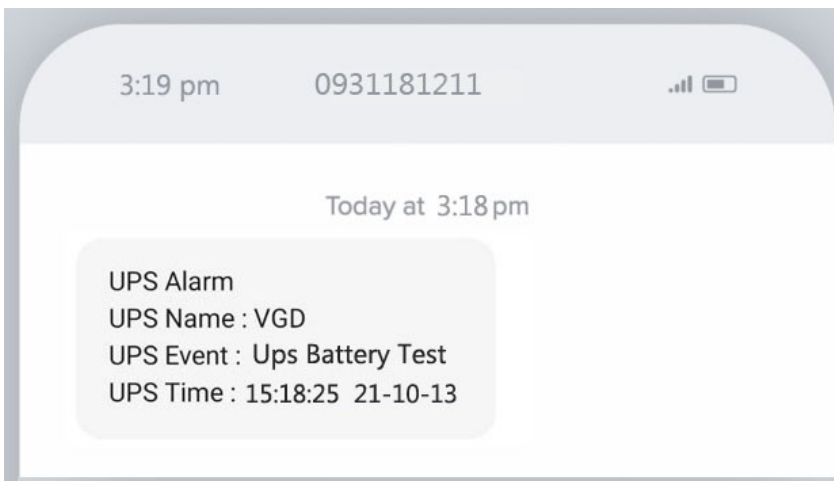 3:19 pm 0931181211
Today at 3:18 pm
UPS Alarm
UPS Name : VGD
UPS Event : Ups Battery Test
UPS Time : 15:18:25 21-10-13